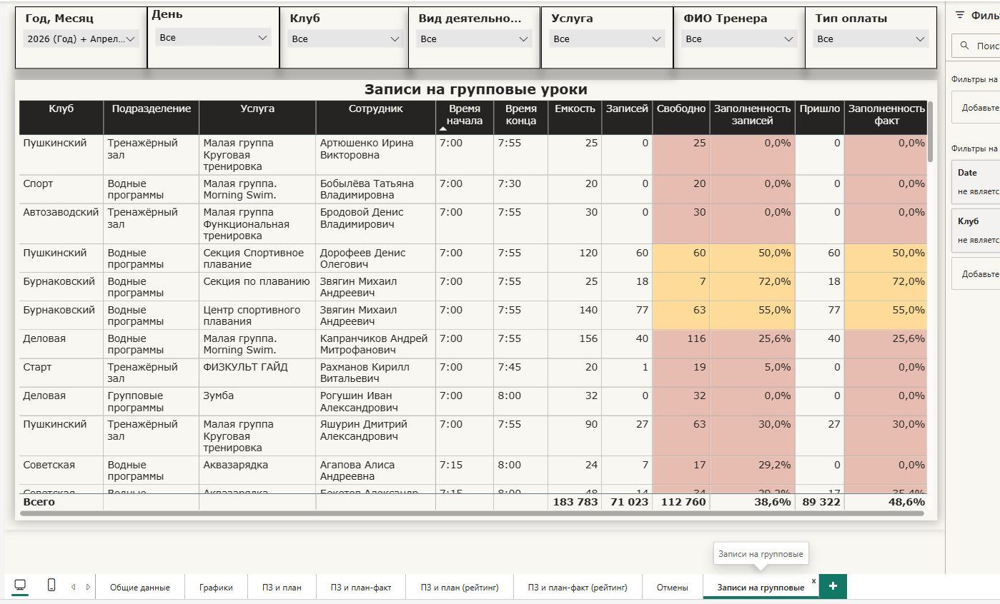 Год, Месяц
2026 (Год) + Апрел...
День
Все
Клуб
Все
Вид деятельно...
Все
Услуга
Все
ФИО Тренера
Все
Тип оплаты
Все
Записи на групповые уроки
Клуб Подразделение Услуга Сотрудник Время начала Время конца Емкость Записей Свободно Заполненность записей Пришло Заполненность факт
Пушкинский Тренажёрный зал Малая группа Круговая тренировка Артюшенко Ирина Викторовна 7:00 7:55 25 0 25 0,0% 0 0,0%
Спорт Водные программы Малая группа. Morning Swim. Бобылёва Татьяна Владимировна 7:00 7:30 20 0 20 0,0% 0 0,0%
Автозаводский Тренажёрный зал Малая группа Функциональная тренировка Бродовой Денис Владимирович 7:00 7:55 30 0 30 0,0% 0 0,0%
Пушкинский Водные программы Секция Спортивное плавание Дорофеев Денис Олегович 7:00 7:55 120 60 60 50,0% 60 50,0%
Бурнаковский Водные программы Секция по плаванию Звягин Михаил Андреевич 7:00 7:55 25 18 7 72,0% 18 72,0%
Бурнаковский Водные программы Центр спортивного плавания Звягин Михаил Андреевич 7:00 7:55 140 77 63 55,0% 77 55,0%
Деловая Водные программы Малая группа. Morning Swim. Капранчиков Андрей Митрофанович 7:00 7:55 156 40 116 25,6% 40 25,6%
Старт Тренажёрный зал ФИЗКУЛЬТ ГАЙД Рахманов Кирилл Витальевич 7:00 7:45 20 1 19 5,0% 0 0,0%
Деловая Групповые программы Зумба Рогушин Иван Александрович 7:00 8:00 32 0 32 0,0% 0 0,0%
Пушкинский Тренажёрный зал Малая группа Круговая тренировка Яшурин Дмитрий Александрович 7:00 7:55 90 27 63 30,0% 27 30,0%
Советская Водные программы Аквазарядка Агапова Алиса Андреевна 7:15 8:00 24 7 17 29,2% 0 0,0%
Советская Водные Аквазарядка 7:15 8:00 48 14 34 29,2% 17 35,4%
Всего 183 783 71 023 112 760 38,6% 89 322 48,6%
Филь
Поис
Фильтры на
Добавьте
Фильтры на
Date
не являетс
Клуб
не являетс
Добавьте
Записи на групповые
Общие данные
Графики
ПЗ и план
ПЗ и план-факт
ПЗ и план (рейтинг)
ПЗ и план-факт (рейтинг)
Отмены
Записи на групповые
x
+